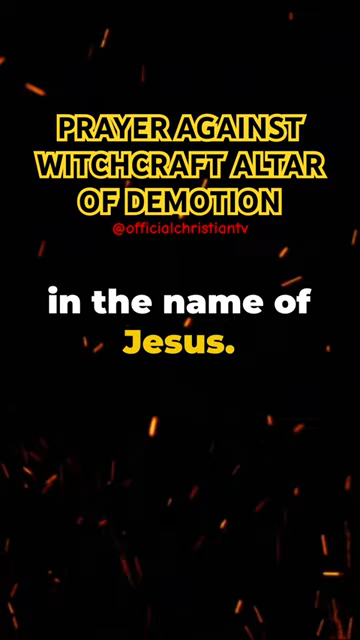 PRAYER AGAINST
WITCHCRAFT ALTAR
OF DEMOTION
@officialchristiantv
in the name of
Jesus.